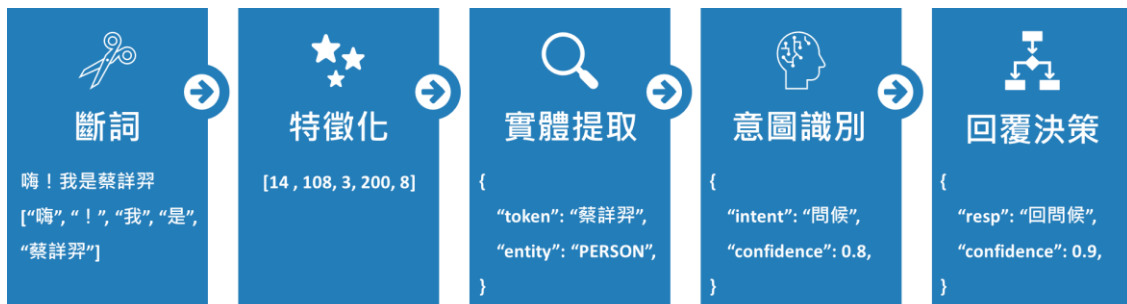 斷詞
嗨！我是蔡詳羿
[“嗨”, “！”, “我”, “是”,
“蔡詳羿”]
特徵化
[14 , 108, 3, 200, 8]
實體提取
{
“token”: “蔡詳羿”,
“entity”: “PERSON”,
}
意圖識別
{
“intent”: “問候”,
“confidence”: 0.8,
}
回覆決策
{
“resp”: “回問候”,
“confidence”: 0.9,
}